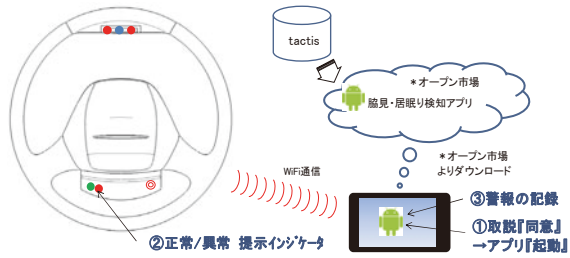 tactis
＊オープン市場
脇見・居眠り検知アプリ
WiFi通信
＊オープン市場
よりダウンロード
③警報の記録
①取説『同意』
→アプリ『起動』
②正常/異常 提示インジケータ